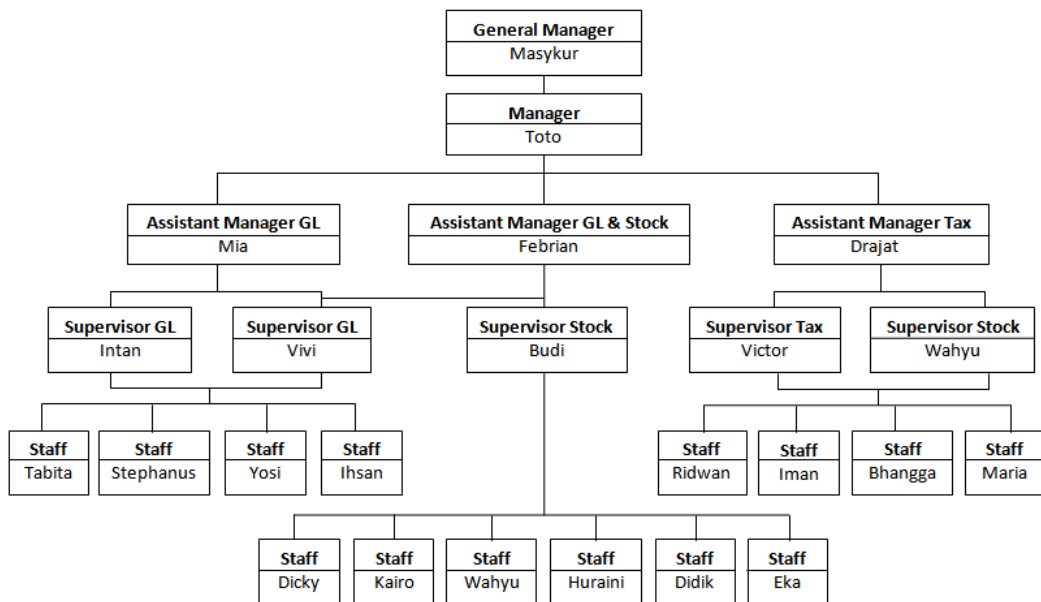 General Manager
Masykur
Manager
Toto
Assistant Manager GL
Mia
Assistant Manager GL & Stock
Febrian
Assistant Manager Tax
Drajat
Supervisor GL
Intan
Supervisor GL
Vivi
Supervisor Stock
Budi
Supervisor Tax
Victor
Supervisor Stock
Wahyu
Staff
Tabita
Staff
Stephanus
Staff
Yosi
Staff
Ihsan
Staff
Ridwan
Staff
Iman
Staff
Bhangga
Staff
Maria
Staff
Dicky
Staff
Kairo
Staff
Wahyu
Staff
Huraini
Staff
Didik
Staff
Eka